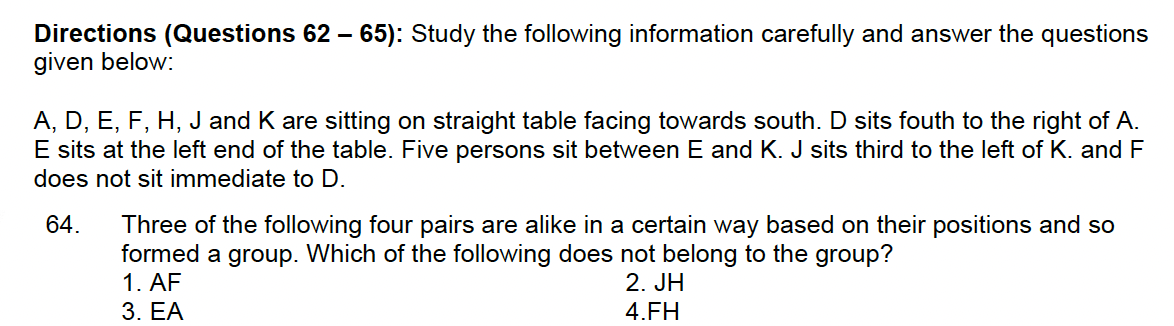 Directions (Questions 62 – 65): Study the following information carefully and answer the questions
given below:
A, D, E, F, H, J and K are sitting on straight table facing towards south. D sits fouth to the right of A.
E sits at the left end of the table. Five persons sit between E and K. J sits third to the left of K. and F
does not sit immediate to D.
64. Three of the following four pairs are alike in a certain way based on their positions and so
formed a group. Which of the following does not belong to the group?
1. AF 2. JH
3. EA 4.FH